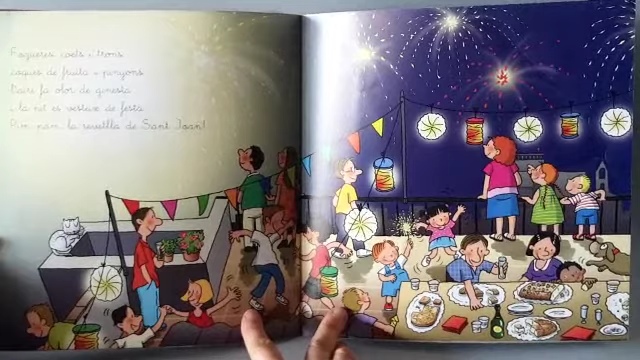 Piuletes, coets i trons
coques de fruita i pinyons
l'aire fa olor de ginesta
i la nit es vesteix de festa
Pim pam, la revetlla de Sant Joan!